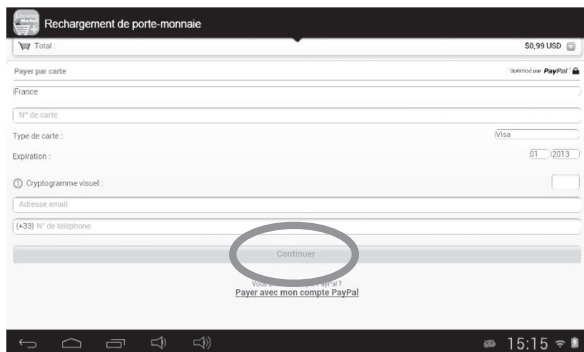 Rechargement de porte-monnaie
Total : $0,99 USD
Payer par carte Optimisé par PayPal
France
N° de carte
Type de carte : Visa
Expiration : 01 2013
Cryptogramme visuel :
Adresse email
(+33) N° de téléphone
Continuer
PayPal ?
Payer avec mon compte PayPal
15:15